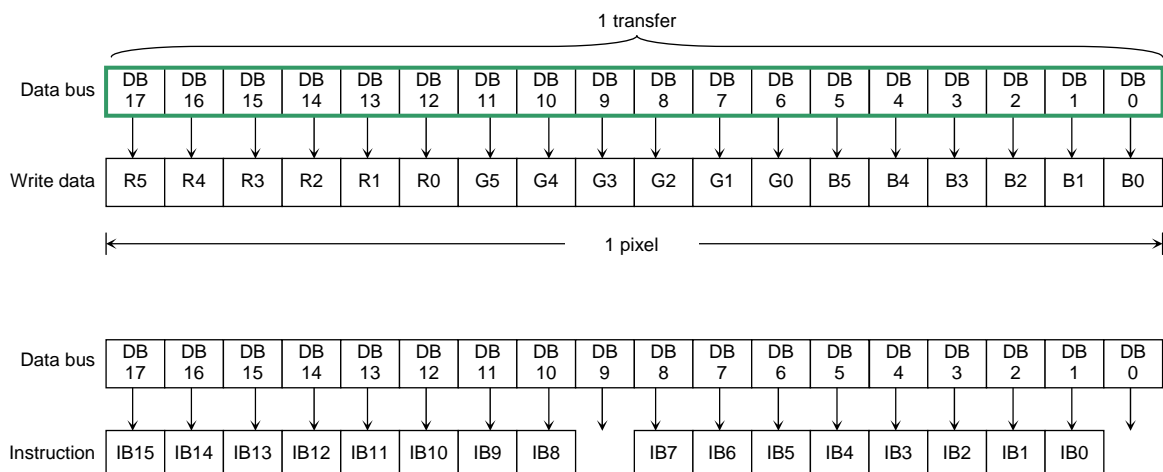 1 transfer
Data bus DB 17 DB 16 DB 15 DB 14 DB 13 DB 12 DB 11 DB 10 DB 9 DB 8 DB 7 DB 6 DB 5 DB 4 DB 3 DB 2 DB 1 DB 0
Write data R5 R4 R3 R2 R1 R0 G5 G4 G3 G2 G1 G0 B5 B4 B3 B2 B1 B0
1 pixel
Data bus DB 17 DB 16 DB 15 DB 14 DB 13 DB 12 DB 11 DB 10 DB 9 DB 8 DB 7 DB 6 DB 5 DB 4 DB 3 DB 2 DB 1 DB 0
Instruction IB15 IB14 IB13 IB12 IB11 IB10 IB9 IB8 IB7 IB6 IB5 IB4 IB3 IB2 IB1 IB0